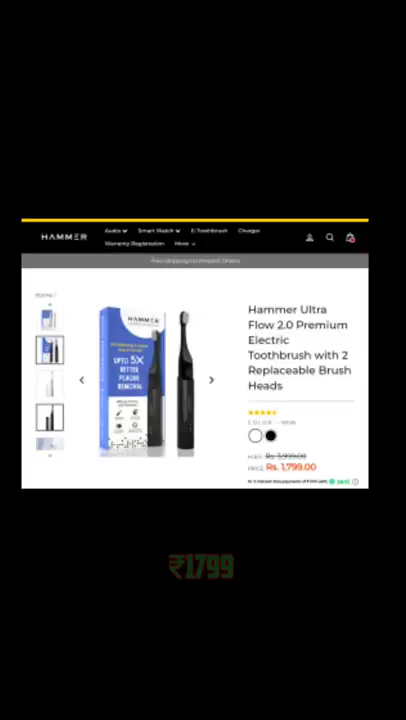 HAMMER
Audio
Smart Watch
E-Toothbrush
Charger
Warranty Registration
More
Free shipping on Prepaid Orders
Home /
HAMMER
UPTO 5X
BETTER
PLAQUE
REMOVAL
Hammer Ultra
Flow 2.0 Premium
Electric
Toothbrush with 2
Replaceable Brush
Heads
Rs. 3,999.00
PRICE: Rs. 1,799.00
₹1799